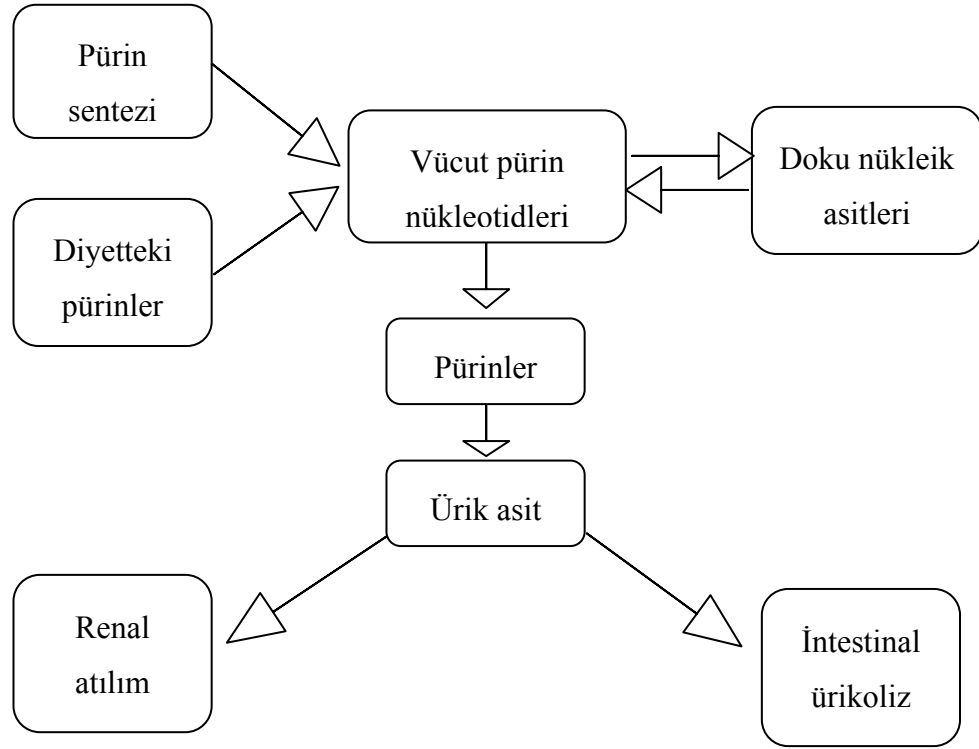 Pürin
sentezi
Diyetteki
pürinler
Vücut pürin
nükleotidleri
Doku nükleik
asitleri
Pürinler
Ürik asit
Renal
atılım
İntestinal
ürikoliz